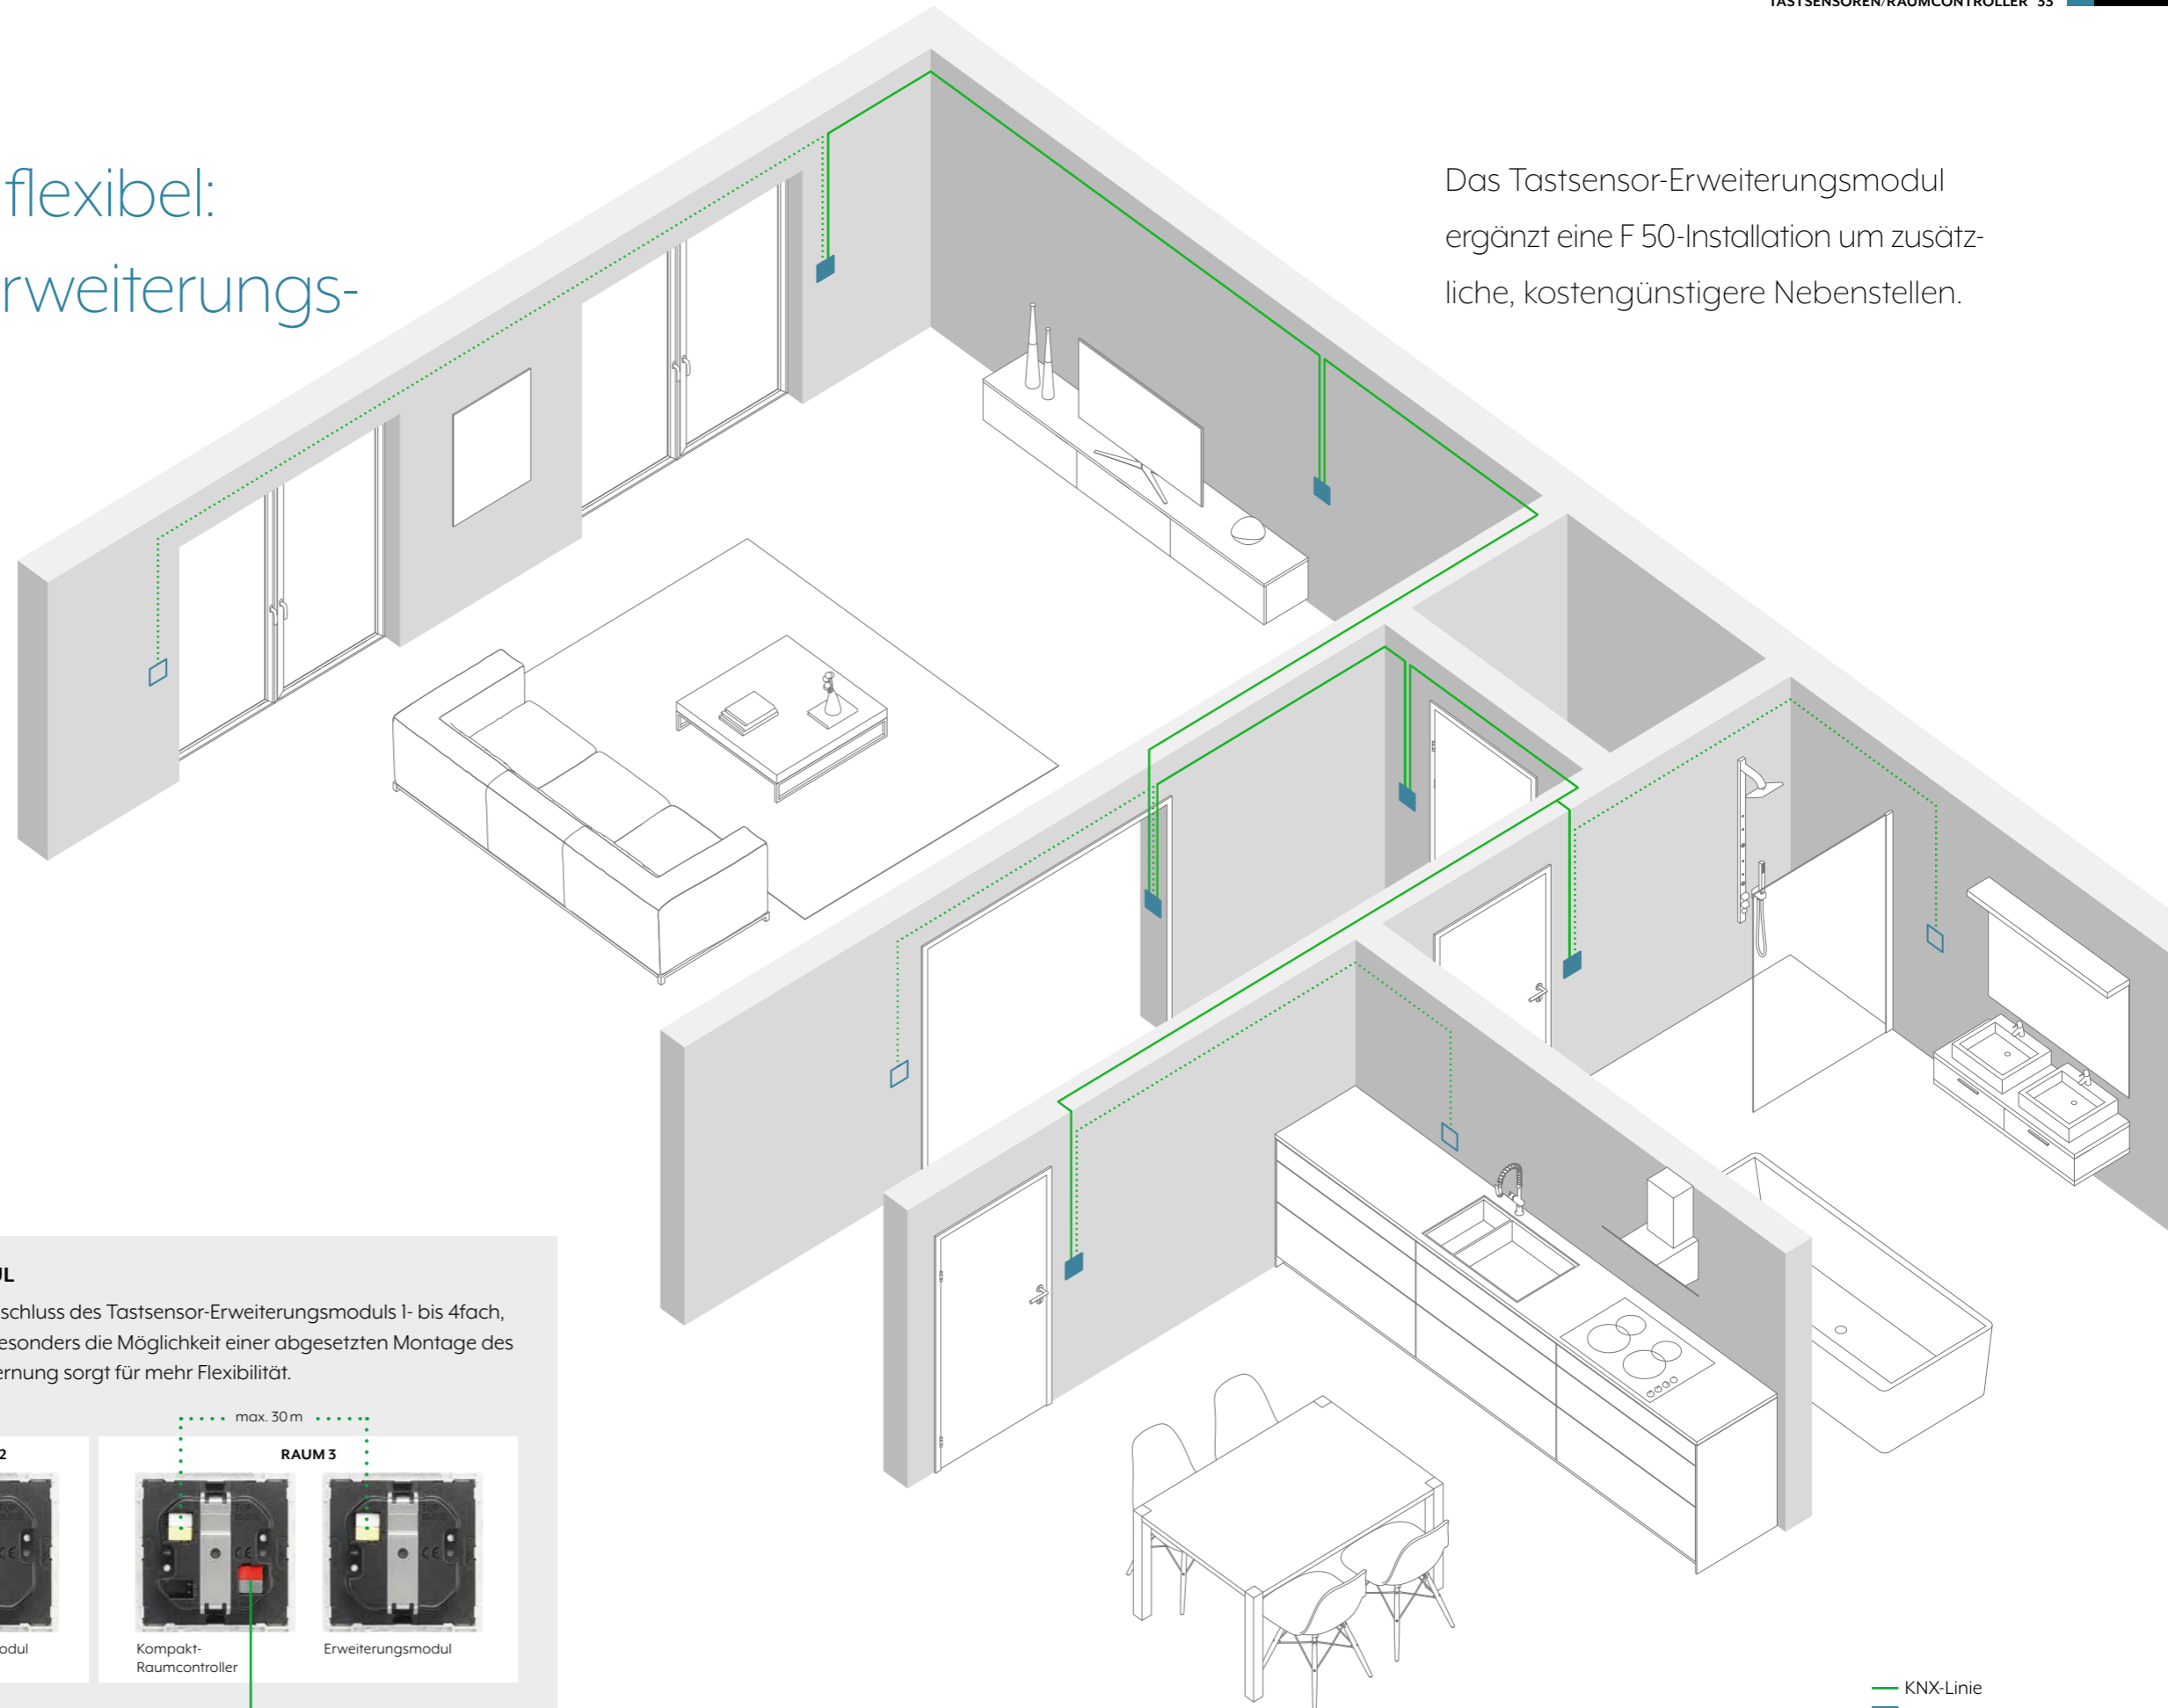 TASTSENSOREN/RAUMCONTROLLER 33
flexibel:
rweiterungs-
Das Tastsensor-Erweiterungsmodul
ergänzt eine F 50-Installation um zusätz-
liche, kostengünstigere Nebenstellen.
UL
schluss des Tastsensor-Erweiterungsmoduls 1- bis 4fach,
esonders die Möglichkeit einer abgesetzten Montage des
ernung sorgt für mehr Flexibilität.
max. 30 m
2
RAUM 3
odul
Kompakt-
Raumcontroller
Erweiterungsmodul
KNX-Linie